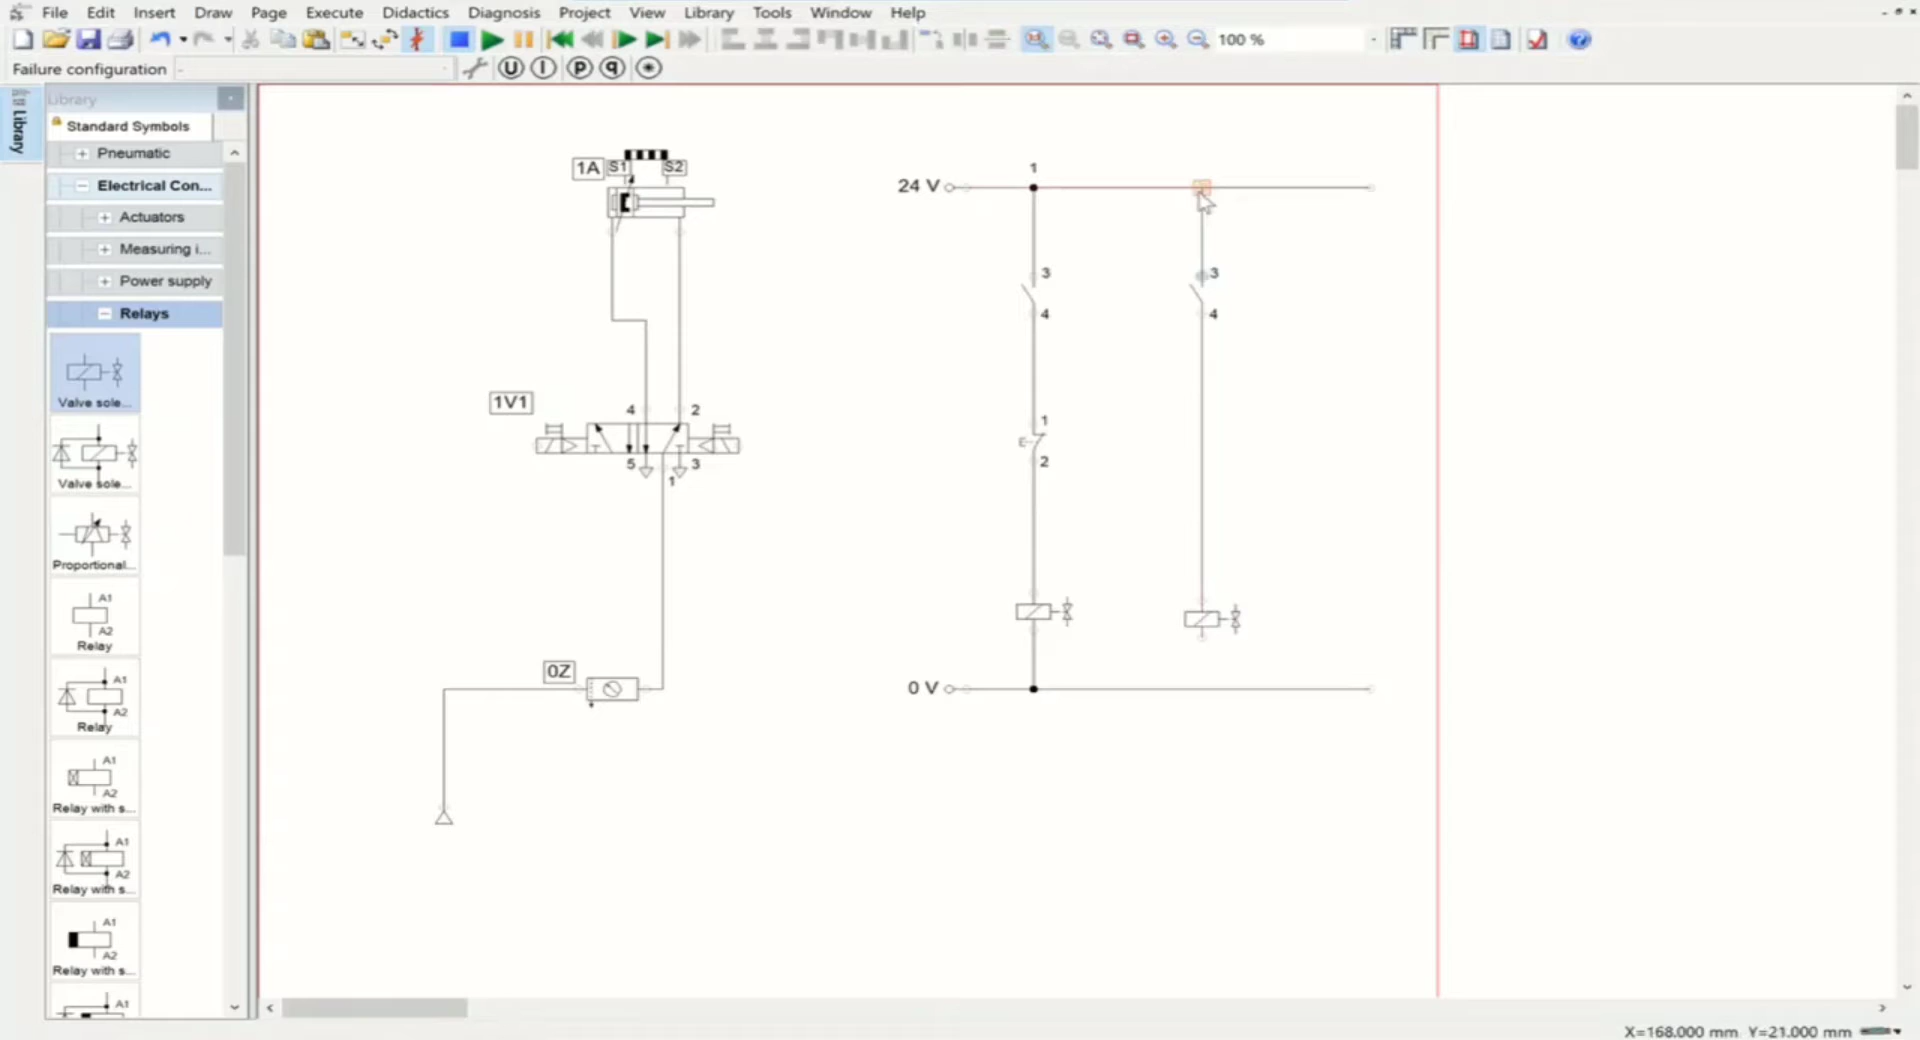 File Edit Insert Draw Page Execute Didactics Diagnosis Project View Library Tools Window Help
100 %
Failure configuration
U I p q
Library
Library
Standard Symbols
Pneumatic
Electrical Con...
Actuators
Measuring i...
Power supply
Relays
Valve sole...
Valve sole...
Proportional...
A1
A2
Relay
A1
A2
Relay
A1
A2
Relay with s...
A1
A2
Relay with s...
A1
A2
Relay with s...
A1
1A S1 S2
1V1
4 2
5 3
1
0Z
1
24 V
3 3
4 4
1
E
2
0 V
X=168.000 mm Y=21.000 mm